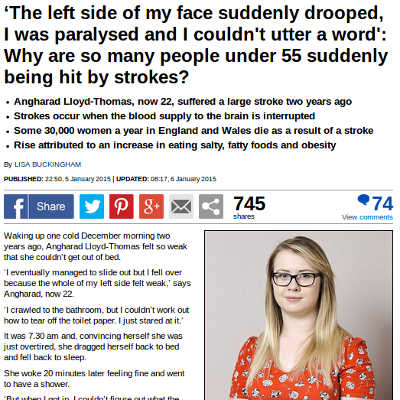 ‘The left side of my face suddenly drooped,
I was paralysed and I couldn't utter a word':
Why are so many people under 55 suddenly
being hit by strokes?
• Angharad Lloyd-Thomas, now 22, suffered a large stroke two years ago
• Strokes occur when the blood supply to the brain is interrupted
• Some 30,000 women a year in England and Wales die as a result of a stroke
• Rise attributed to an increase in eating salty, fatty foods and obesity
By LISA BUCKINGHAM
PUBLISHED: 22:50, 5 January 2015 | UPDATED: 08:17, 6 January 2015
f Share
g+
745
shares
74
View comments
Waking up one cold December morning two
years ago, Angharad Lloyd-Thomas felt so weak
that she couldn’t get out of bed.
‘I eventually managed to slide out but I fell over
because the whole of my left side felt weak,’ says
Angharad, now 22.
‘I crawled to the bathroom, but I couldn’t work out
how to tear off the toilet paper. I just stared at it.’
It was 7.30 am and, convincing herself she was
just overtired, she dragged herself back to bed
and fell back to sleep.
She woke 20 minutes later feeling fine and went
to have a shower.
‘But when I got in, I couldn’t figure out what the